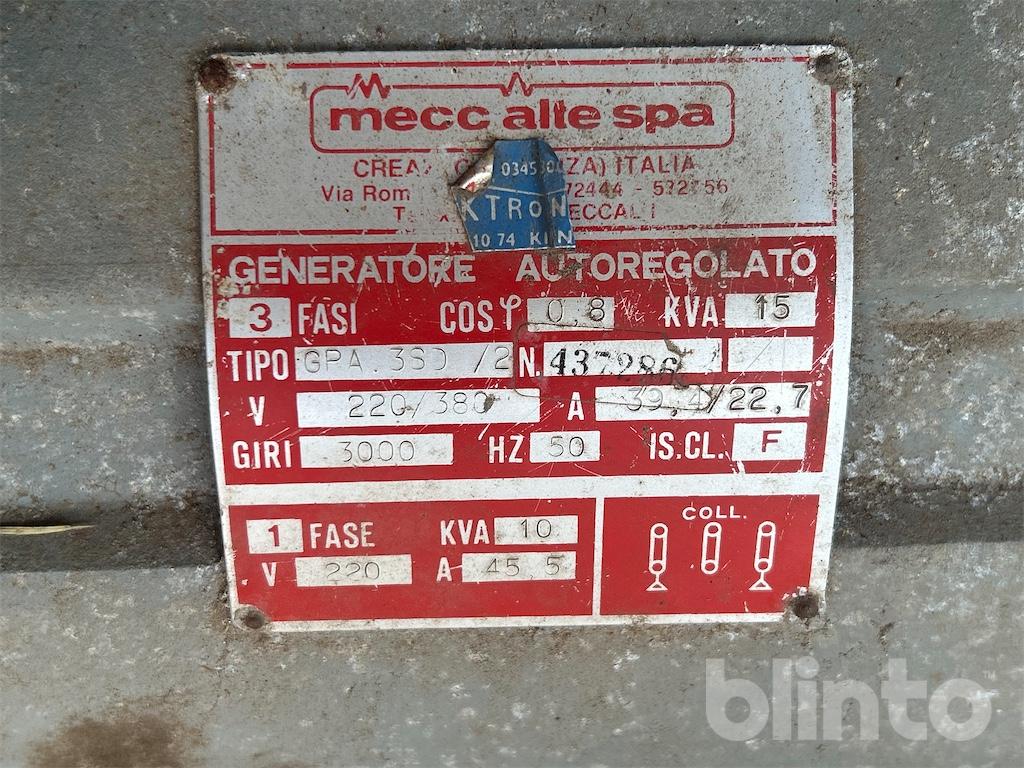 mecc alte spa
CREA ZA) ITALIA
Via Rom 72444 - 532756
0345
KTRON
10 74
GENERATORE AUTOREGOLATO
3 FASI COS φ 0,8 KVA 15
TIPO GPA.3SD /2 N. 437286
V 220/380 A 39,4/22,7
GIRI 3000 HZ 50 IS.CL. F
1 FASE KVA 10
V 220 A 45 5
COLL.
blinto